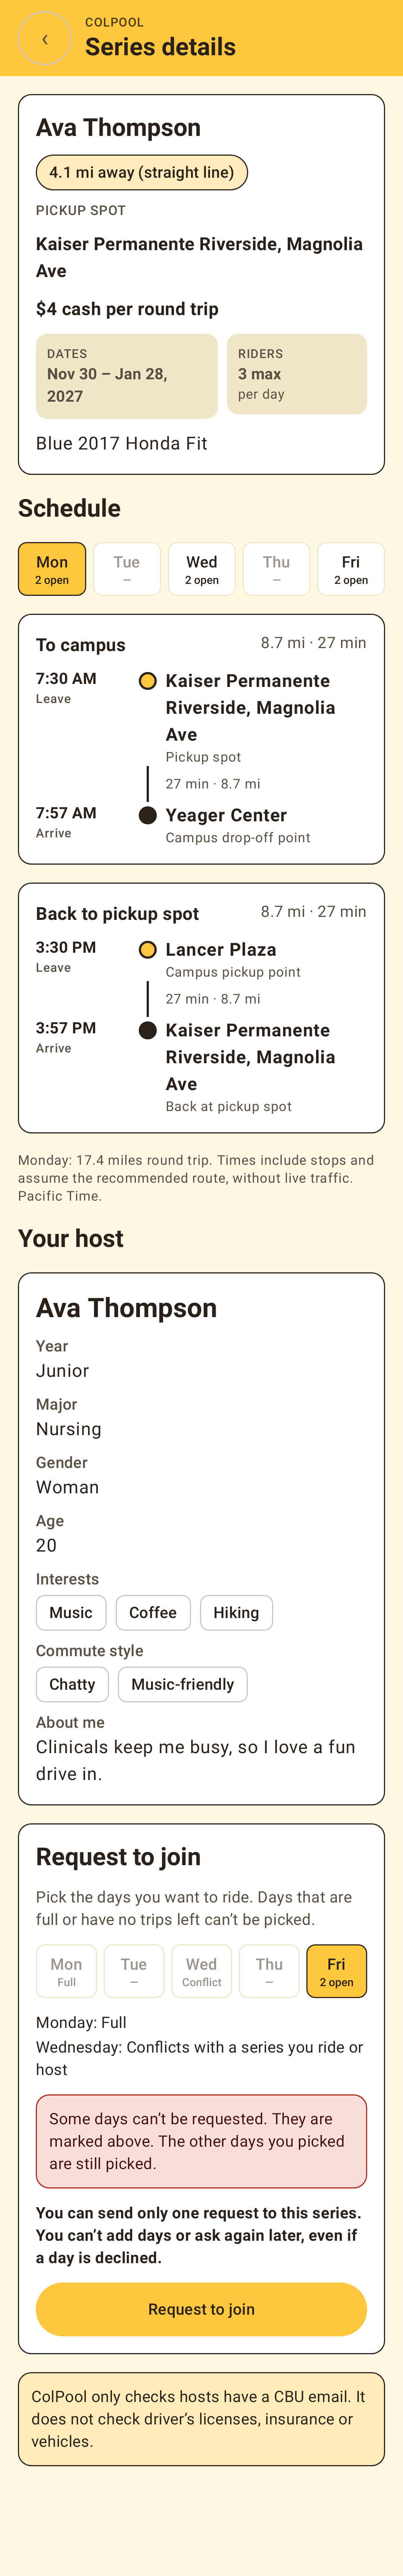 ‹
COLPOOL
Series details
Ava Thompson
4.1 mi away (straight line)
PICKUP SPOT
Kaiser Permanente Riverside, Magnolia
Ave
$4 cash per round trip
DATES
Nov 30 – Jan 28,
2027
RIDERS
3 max
per day
Blue 2017 Honda Fit
Schedule
Mon
2 open
Tue
—
Wed
2 open
Thu
—
Fri
2 open
To campus
8.7 mi · 27 min
7:30 AM
Leave
Kaiser Permanente
Riverside, Magnolia
Ave
Pickup spot
27 min · 8.7 mi
7:57 AM
Arrive
Yeager Center
Campus drop-off point
Back to pickup spot
8.7 mi · 27 min
3:30 PM
Leave
Lancer Plaza
Campus pickup point
27 min · 8.7 mi
3:57 PM
Arrive
Kaiser Permanente
Riverside, Magnolia
Ave
Back at pickup spot
Monday: 17.4 miles round trip. Times include stops and
assume the recommended route, without live traffic.
Pacific Time.
Your host
Ava Thompson
Year
Junior
Major
Nursing
Gender
Woman
Age
20
Interests
Music
Coffee
Hiking
Commute style
Chatty
Music-friendly
About me
Clinicals keep me busy, so I love a fun
drive in.
Request to join
Pick the days you want to ride. Days that are
full or have no trips left can’t be picked.
Mon
Full
Tue
—
Wed
Conflict
Thu
—
Fri
2 open
Monday: Full
Wednesday: Conflicts with a series you ride or
host
Some days can’t be requested. They are
marked above. The other days you picked
are still picked.
You can send only one request to this series.
You can’t add days or ask again later, even if
a day is declined.
Request to join
ColPool only checks hosts have a CBU email. It
does not check driver’s licenses, insurance or
vehicles.